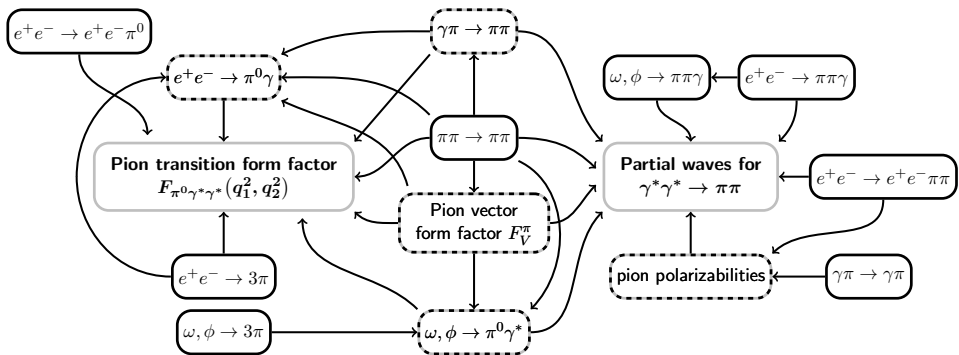 e⁺e⁻ → e⁺e⁻π⁰
γπ → ππ
e⁺e⁻ → π⁰γ
ω, φ → ππγ
e⁺e⁻ → ππγ
ππ → ππ
Pion transition form factor
F_{π⁰γ*γ*}(q₁², q₂²)
Partial waves for
γ*γ* → ππ
e⁺e⁻ → e⁺e⁻ππ
Pion vector
form factor F_V^π
e⁺e⁻ → 3π
pion polarizabilities
γπ → γπ
ω, φ → 3π
ω, φ → π⁰γ*